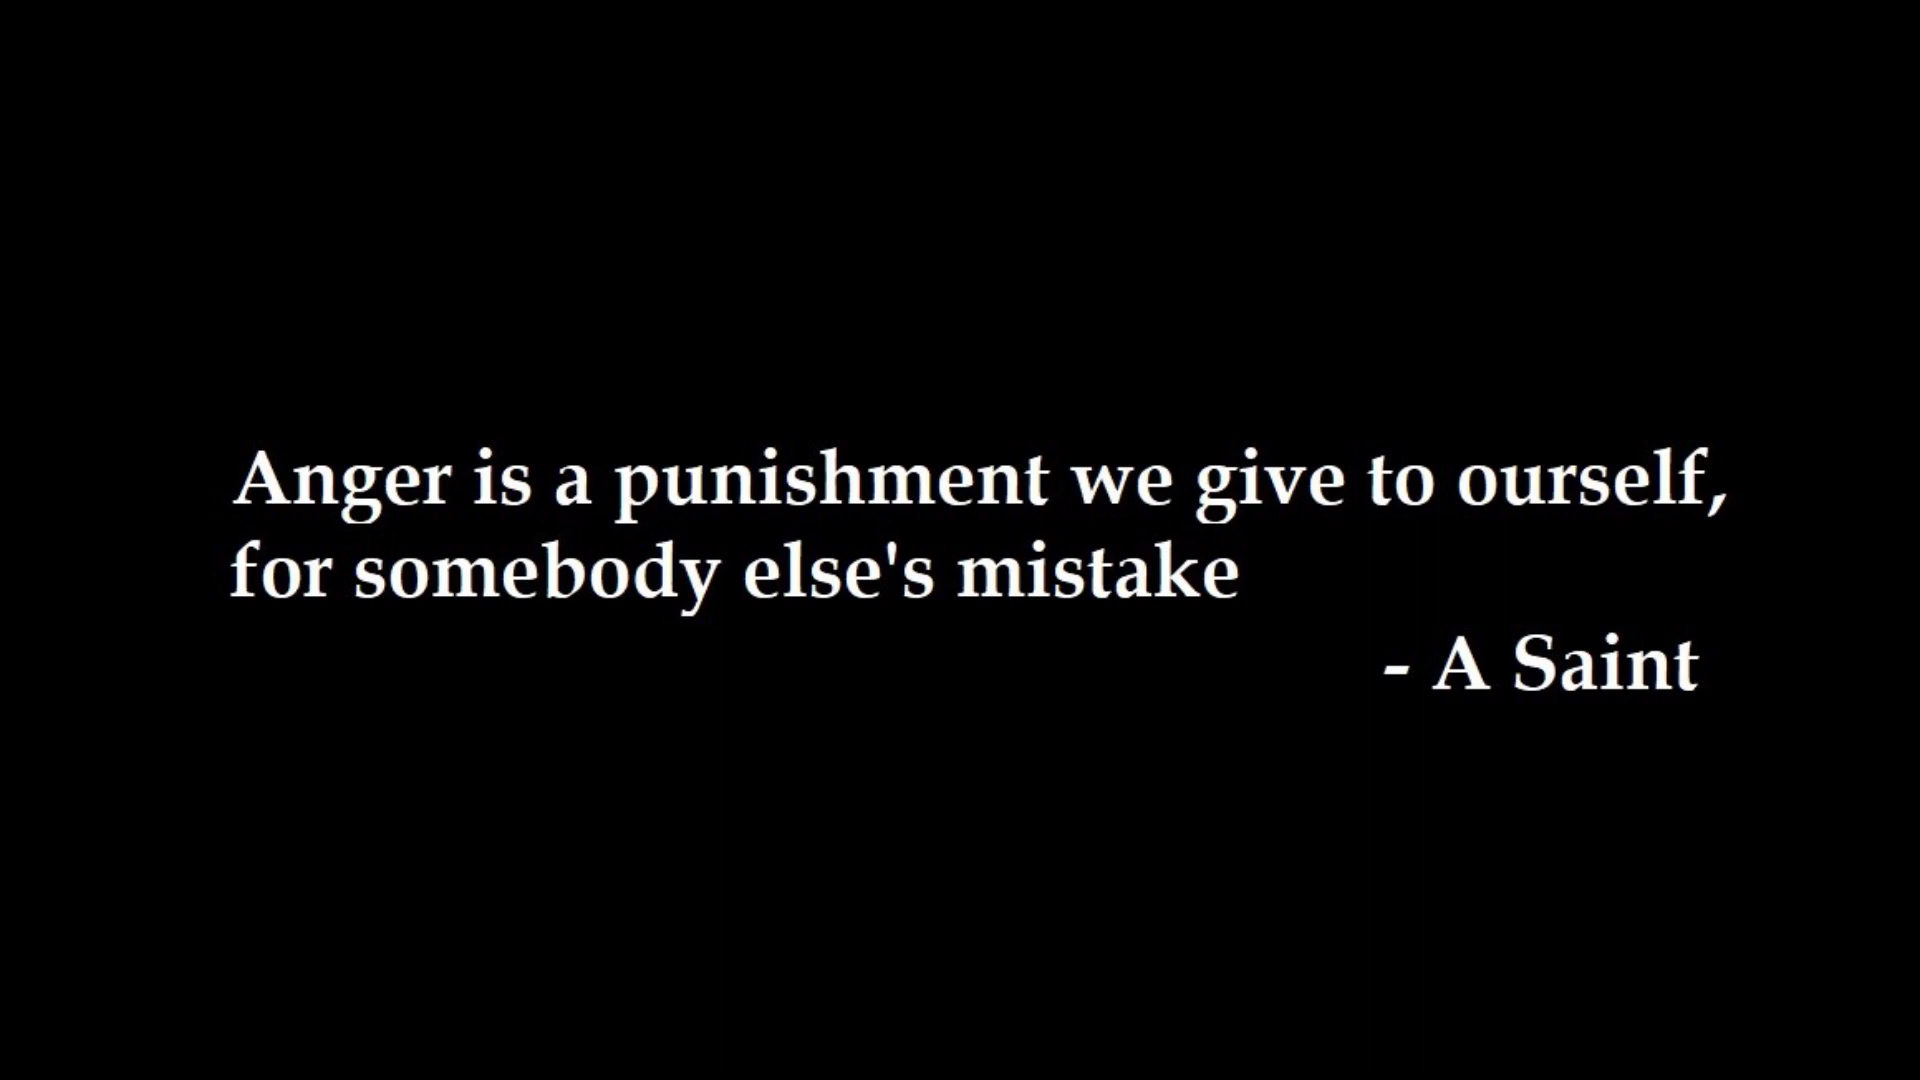 Anger is a punishment we give to ourself,
for somebody else's mistake
- A Saint